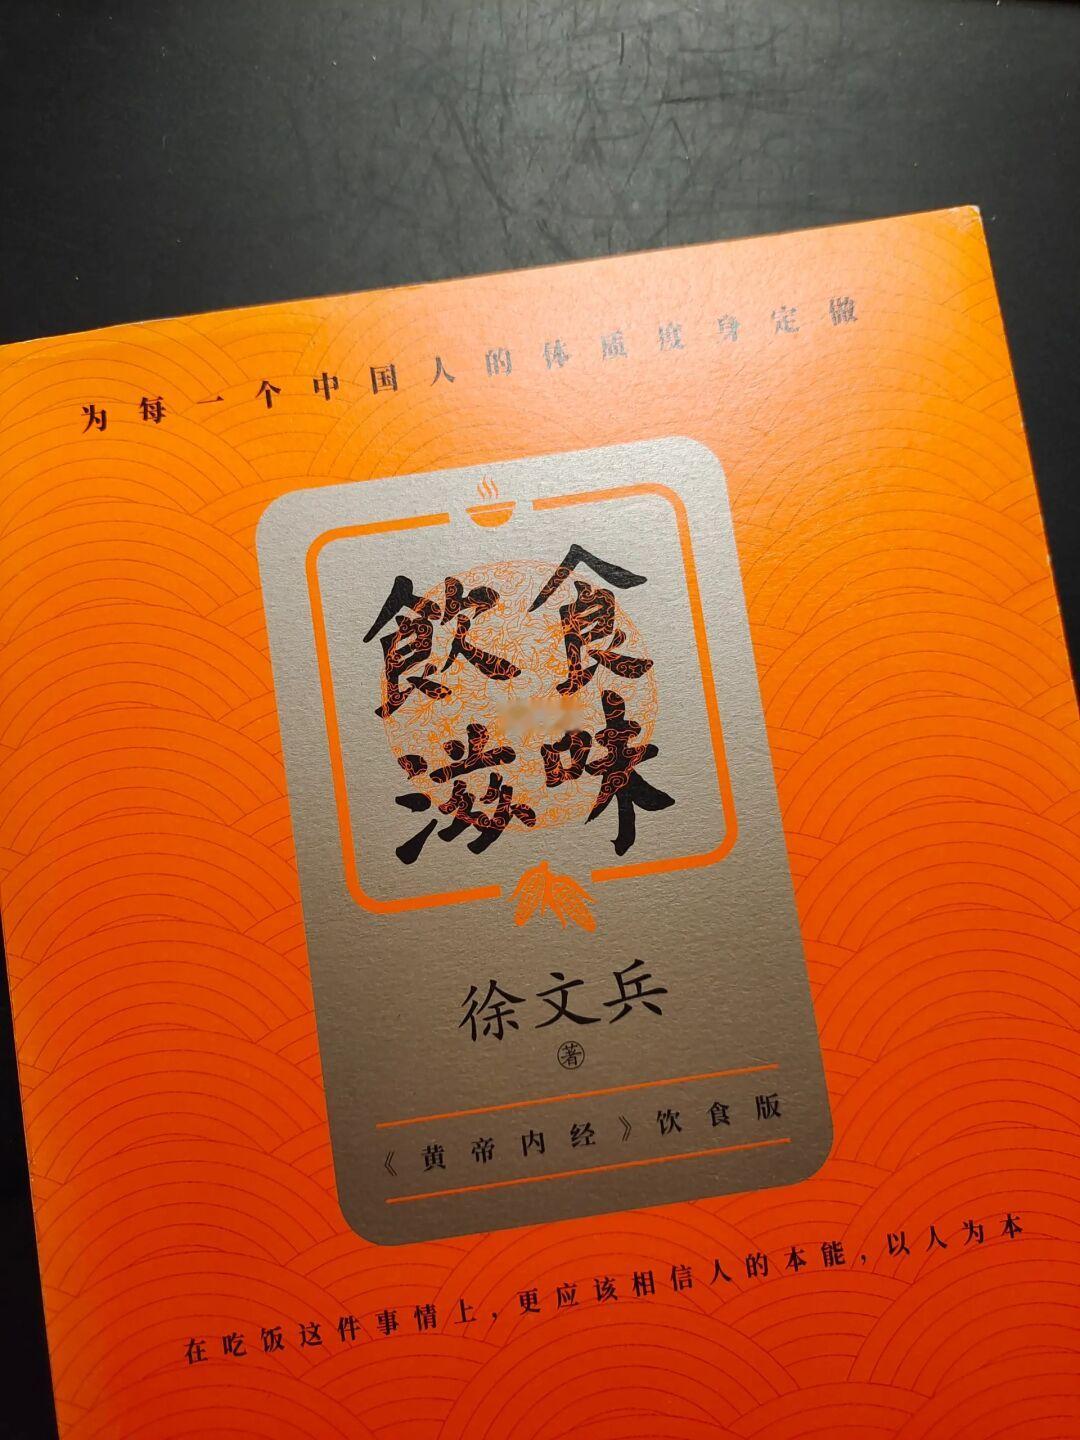 为每一个中国人的体质度身定做
飲食
滋味
徐文兵
著
《黄帝内经》饮食版
在吃饭这件事情上，更应该相信人的本能，以人为本